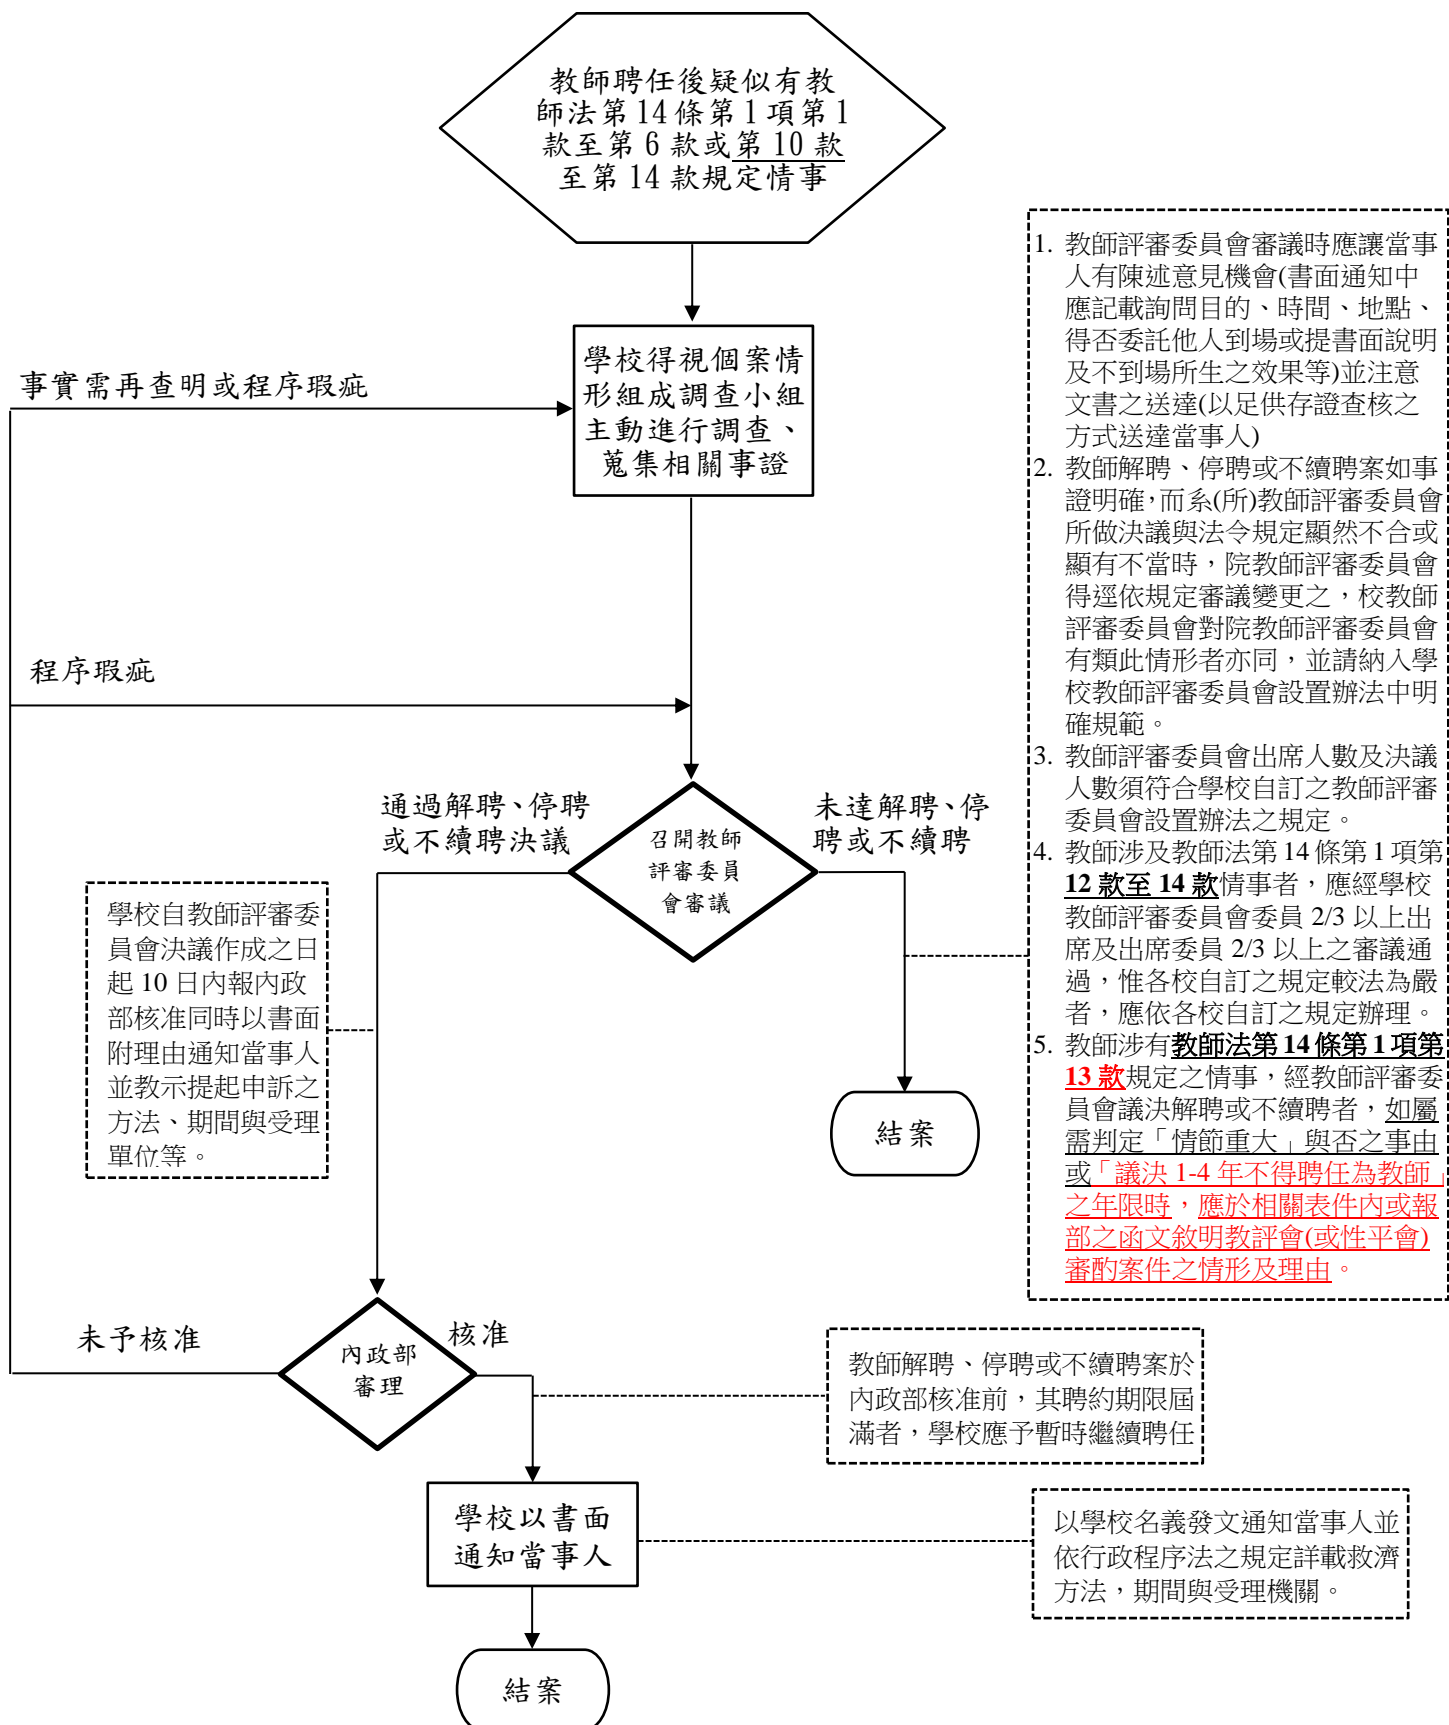 教師聘任後疑似有教
師法第14條第1項第1
款至第6款或第10款
至第14款規定情事
學校得視個案情
形組成調查小組
主動進行調查、
蒐集相關事證
事實需再查明或程序瑕疵
程序瑕疵
1. 教師評審委員會審議時應讓當事
人有陳述意見機會(書面通知中
應記載詢問目的、時間、地點、
得否委託他人到場或提書面說明
及不到場所生之效果等)並注意
文書之送達(以足供存證查核之
方式送達當事人)
2. 教師解聘、停聘或不續聘案如事
證明確,而系(所)教師評審委員會
所做決議與法令規定顯然不合或
顯有不當時,院教師評審委員會
得逕依規定審議變更之,校教師
評審委員會對院教師評審委員會
有類此情形者亦同,並請納入學
校教師評審委員會設置辦法中明
確規範。
3. 教師評審委員會出席人數及決議
人數須符合學校自訂之教師評審
委員會設置辦法之規定。
4. 教師涉及教師法第14條第1項第
12款至14款情事者,應經學校
教師評審委員會委員2/3以上出
席及出席委員2/3以上之審議通
過,惟各校自訂之規定較法為嚴
者,應依各校自訂之規定辦理。
5. 教師涉有教師法第14條第1項第
13款規定之情事,經教師評審委
員會議決解聘或不續聘者,如屬
需判定「情節重大」與否之事由
或「議決1-4年不得聘任為教師」
之年限時,應於相關表件內或報
部之函文敘明教評會(或性平會)
審酌案件之情形及理由。
通過解聘、停聘
或不續聘決議
召開教師
評審委員
會審議
未達解聘、停
聘或不續聘
學校自教師評審委
員會決議作成之日
起10日內報內政
部核准同時以書面
附理由通知當事人
並教示提起申訴之
方法、期間與受理
單位等。
結案
未予核准
內政部
審理
核准
教師解聘、停聘或不續聘案於
內政部核准前,其聘約期限屆
滿者,學校應予暫時繼續聘任
學校以書面
通知當事人
以學校名義發文通知當事人並
依行政程序法之規定詳載救濟
方法,期間與受理機關。
結案